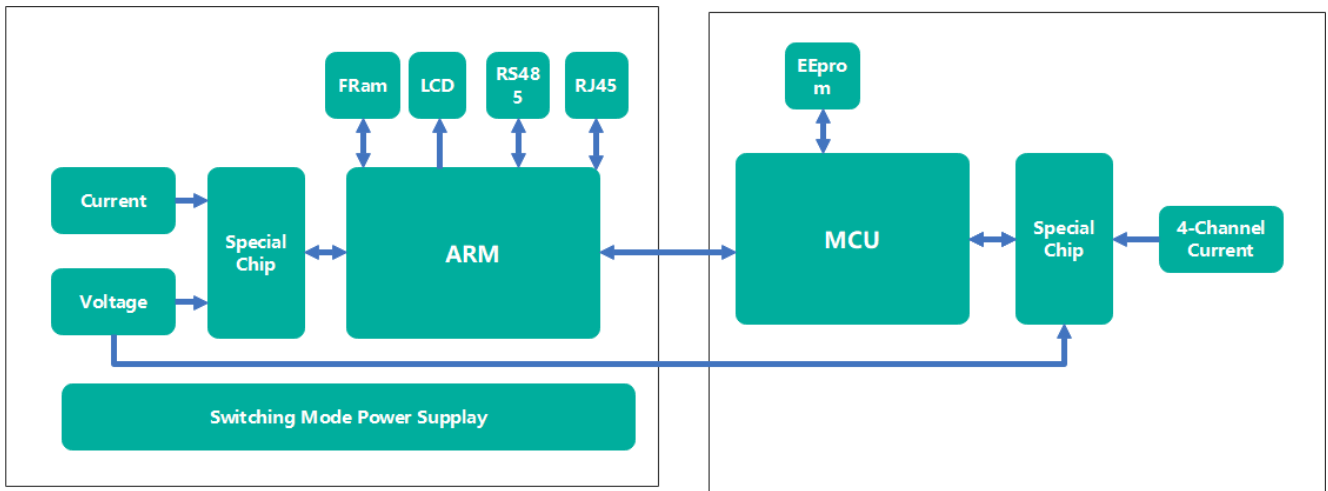 FRam
LCD
RS48
5
RJ45
EEpro
m
Current
Voltage
Special
Chip
ARM
MCU
Special
Chip
4-Channel
Current
Switching Mode Power Supplay